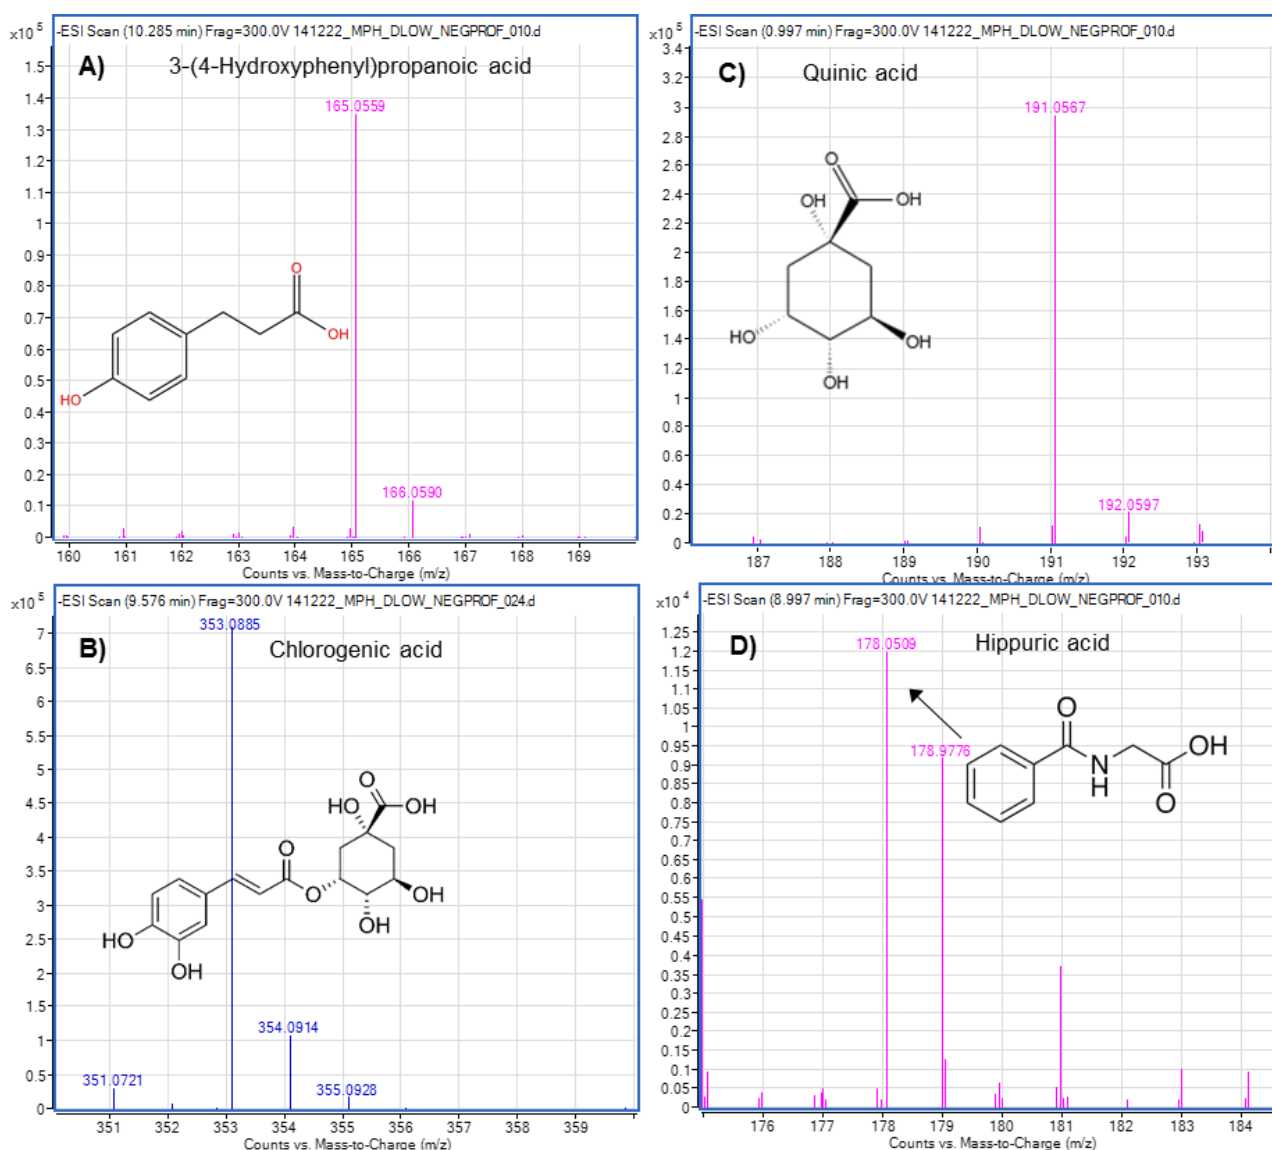 -ESI Scan (10.285 min) Frag=300.0V 141222_MPH_DLOW_NEGPROF_010.d
x10 5
A)
3-(4-Hydroxyphenyl)propanoic acid
1.5
1.4
1.3
1.2
1.1
1
0.9
0.8
0.7
0.6
0.5
0.4
0.3
0.2
0.1
0
165.0559
166.0590
O
OH
HO
160 161 162 163 164 165 166 167 168 169
Counts vs. Mass-to-Charge (m/z)
-ESI Scan (0.997 min) Frag=300.0V 141222_MPH_DLOW_NEGPROF_010.d
x10 5
C)
Quinic acid
3.4
3.2
3
2.8
2.6
2.4
2.2
2
1.8
1.6
1.4
1.2
1
0.8
0.6
0.4
0.2
0
191.0567
192.0597
O
OH
OH
HO
OH
OH
187 188 189 190 191 192 193
Counts vs. Mass-to-Charge (m/z)
-ESI Scan (9.576 min) Frag=300.0V 141222_MPH_DLOW_NEGPROF_024.d
x10 5
B)
Chlorogenic acid
7
6.5
6
5.5
5
4.5
4
3.5
3
2.5
2
1.5
1
0.5
0
353.0885
354.0914
351.0721
355.0928
O
HO
OH
O
O
OH
OH
HO
OH
351 352 353 354 355 356 357 358 359
Counts vs. Mass-to-Charge (m/z)
-ESI Scan (8.997 min) Frag=300.0V 141222_MPH_DLOW_NEGPROF_010.d
x10 4
D)
Hippuric acid
1.25
1.2
1.15
1.1
1.05
1
0.95
0.9
0.85
0.8
0.75
0.7
0.65
0.6
0.55
0.5
0.45
0.4
0.35
0.3
0.25
0.2
0.15
0.1
0.05
0
178.0509
178.9776
O
OH
N
H
O
176 177 178 179 180 181 182 183 184
Counts vs. Mass-to-Charge (m/z)